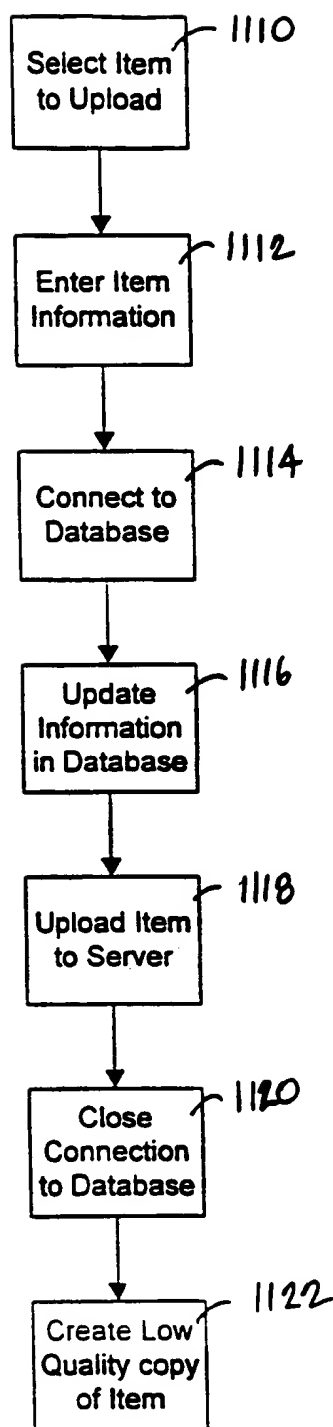 1110
Select Item
to Upload
1112
Enter Item
Information
1114
Connect to
Database
1116
Update
Information
in Database
1118
Upload Item
to Server
1120
Close
Connection
to Database
1122
Create Low
Quality copy
of Item